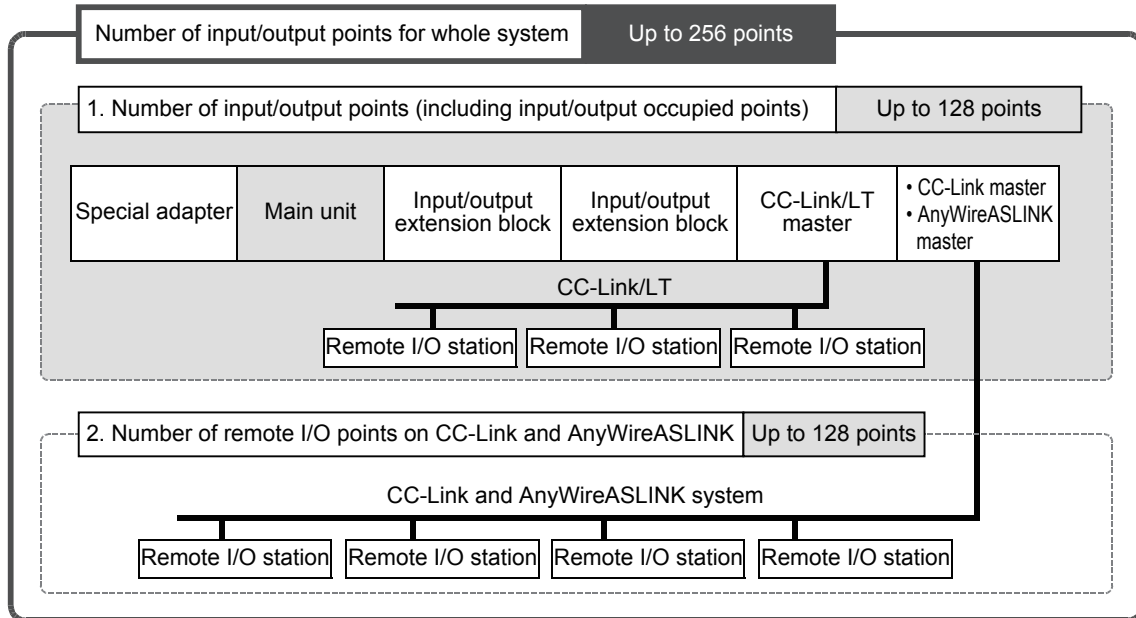 Number of input/output points for whole system
Up to 256 points
1. Number of input/output points (including input/output occupied points)
Up to 128 points
Special adapter
Main unit
Input/output
extension block
Input/output
extension block
CC-Link/LT
master
• CC-Link master
• AnyWireASLINK
master
CC-Link/LT
Remote I/O station
Remote I/O station
Remote I/O station
2. Number of remote I/O points on CC-Link and AnyWireASLINK
Up to 128 points
CC-Link and AnyWireASLINK system
Remote I/O station
Remote I/O station
Remote I/O station
Remote I/O station